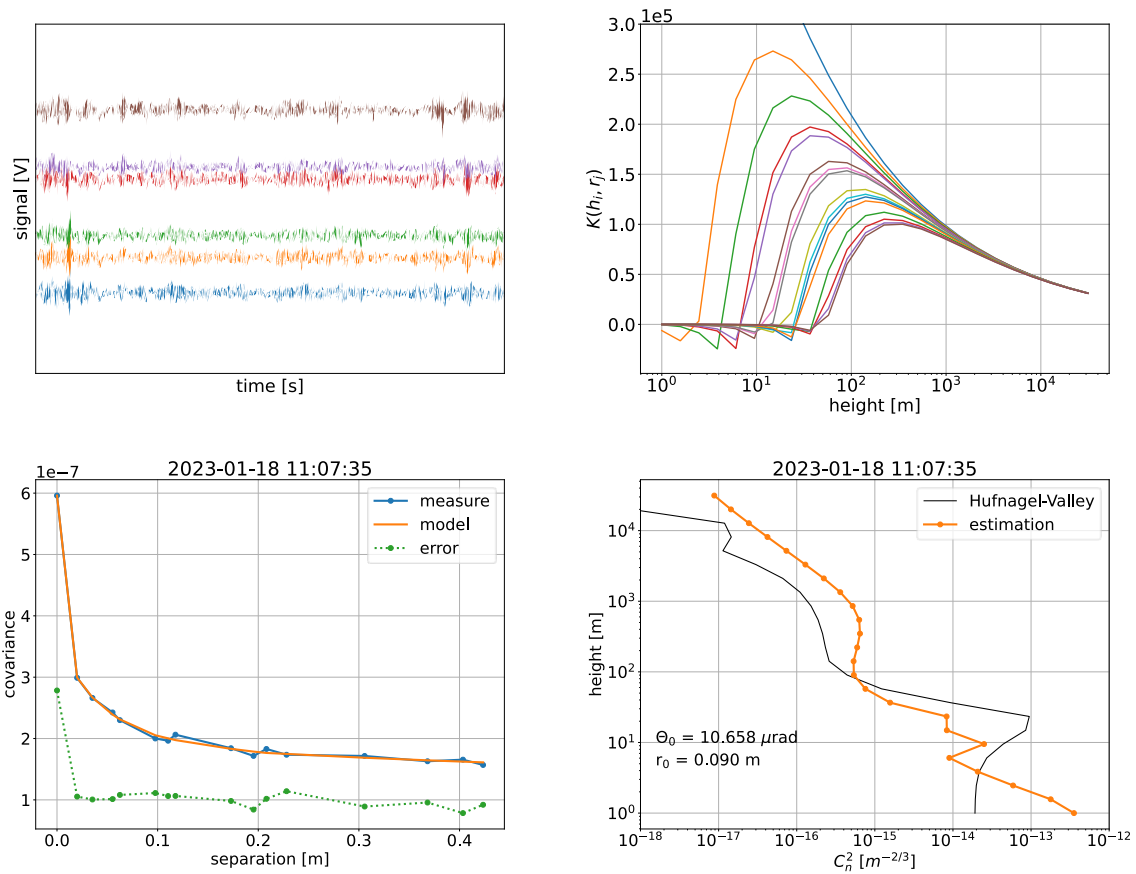 signal [V]
time [s]
1e5
3.0
2.5
2.0
1.5
1.0
0.5
0.0
K(h_i, r_j)
10^0 10^1 10^2 10^3 10^4
height [m]
2023-01-18 11:07:35
1e−7
6
5
4
3
2
1
covariance
measure
model
error
0.0 0.1 0.2 0.3 0.4
separation [m]
2023-01-18 11:07:35
Hufnagel-Valley
estimation
10^4
10^3
10^2
10^1
10^0
height [m]
Θ_0 = 10.658 μrad
r_0 = 0.090 m
10^−18 10^−17 10^−16 10^−15 10^−14 10^−13 10^−12
C_n^2 [m^−2/3]